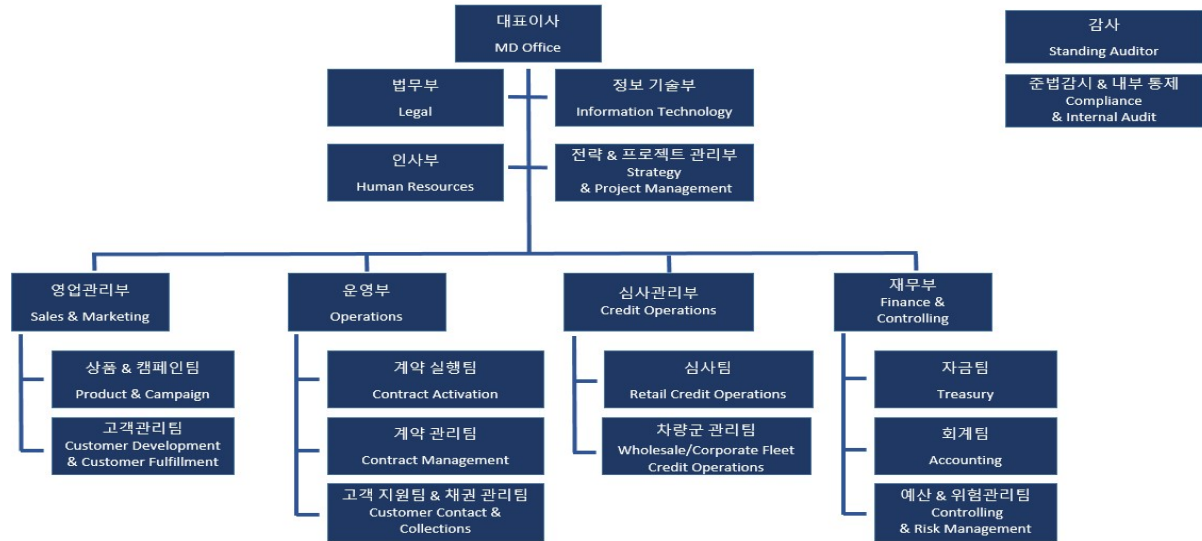 대표이사
MD Office
감사
Standing Auditor
법무부
Legal
정보 기술부
Information Technology
준법감시 & 내부 통제
Compliance
& Internal Audit
인사부
Human Resources
전략 & 프로젝트 관리부
Strategy
& Project Management
영업관리부
Sales & Marketing
운영부
Operations
심사관리부
Credit Operations
재무부
Finance &
Controlling
상품 & 캠페인팀
Product & Campaign
계약 실행팀
Contract Activation
심사팀
Retail Credit Operations
자금팀
Treasury
고객관리팀
Customer Development
& Customer Fulfillment
계약 관리팀
Contract Management
차량군 관리팀
Wholesale/Corporate Fleet
Credit Operations
회계팀
Accounting
고객 지원팀 & 채권 관리팀
Customer Contact &
Collections
예산 & 위험관리팀
Controlling
& Risk Management